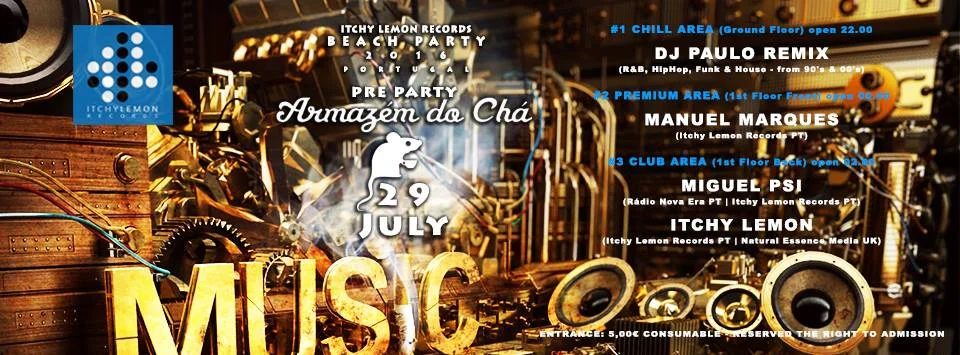 ITCHYLEMON
RECORDS
ITCHY LEMON RECORDS
BEACH PARTY
2016
PORTUGAL
PRE PARTY
Armazém do Chá
29
JULY
MUSIC
#1 CHILL AREA (Ground Floor) open 22.00
DJ PAULO REMIX
(R&B, HipHop, Funk & House - from 90's & 00's)
#2 PREMIUM AREA (1st Floor Front) open
MANUEL MARQUES
(Itchy Lemon Records PT)
#3 CLUB AREA (1st Floor Back) open 02.00
MIGUEL PSI
(Rádio Nova Era PT | Itchy Lemon Records PT)
ITCHY LEMON
(Itchy Lemon Records PT | Natural Essence Media UK)
ENTRANCE: 5,00€ CONSUMABLE - RESERVED THE RIGHT TO ADMISSION